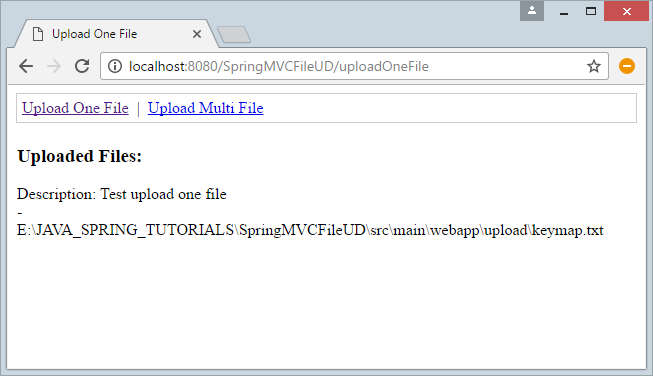 Upload One File
localhost:8080/SpringMVCFileUD/uploadOneFile
Upload One File | Upload Multi File
Uploaded Files:
Description: Test upload one file
-
E:\JAVA_SPRING_TUTORIALS\SpringMVCFileUD\src\main\webapp\upload\keymap.txt